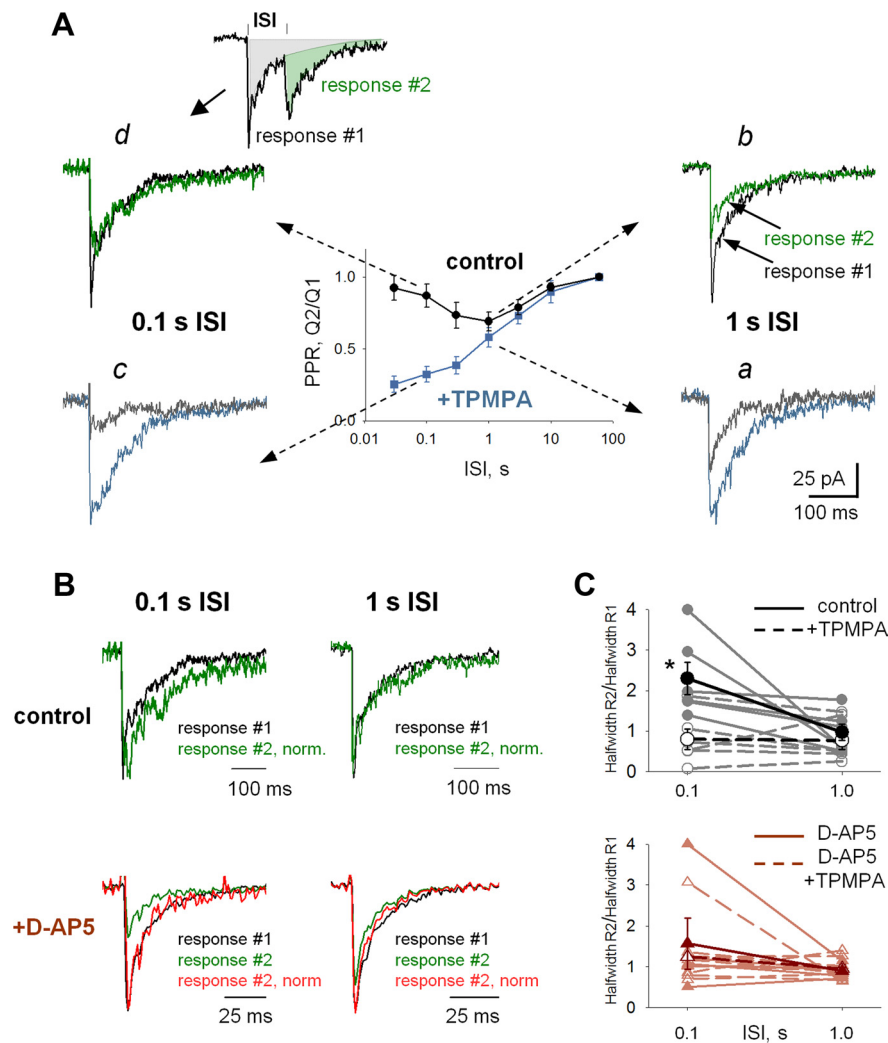 A
ISI
response #2
response #1
d
b
response #2
response #1
control
0.1 s ISI
1 s ISI
PPR, Q2/Q1
1.0
0.5
0.0
+TPMPA
0.01
0.1
1
10
100
ISI, s
c
a
25 pA
100 ms
B
0.1 s ISI
1 s ISI
control
response #1
response #2, norm.
100 ms
response #1
response #2, norm.
100 ms
+D-AP5
response #1
response #2
response #2, norm
25 ms
response #1
response #2
response #2, norm
25 ms
C
Halfwidth R2/Halfwidth R1
4
3
2
1
0
control
+TPMPA
*
0.1
1.0
Halfwidth R2/Halfwidth R1
4
3
2
1
0
D-AP5
D-AP5
+TPMPA
0.1
ISI, s
1.0